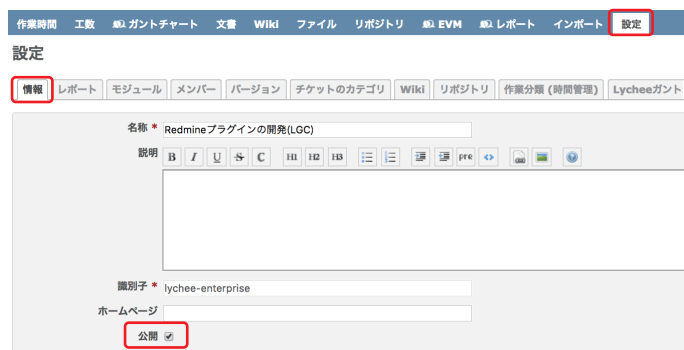 作業時間 工数 ガントチャート 文書 Wiki ファイル リポジトリ EVM レポート インポート 設定
設定
情報 レポート モジュール メンバー バージョン チケットのカテゴリ Wiki リポジトリ 作業分類 (時間管理) Lycheeガント
名称 * Redmineプラグインの開発(LGC)
説明 B I U S C H1 H2 H3 pre
識別子 * lychee-enterprise
ホームページ
公開